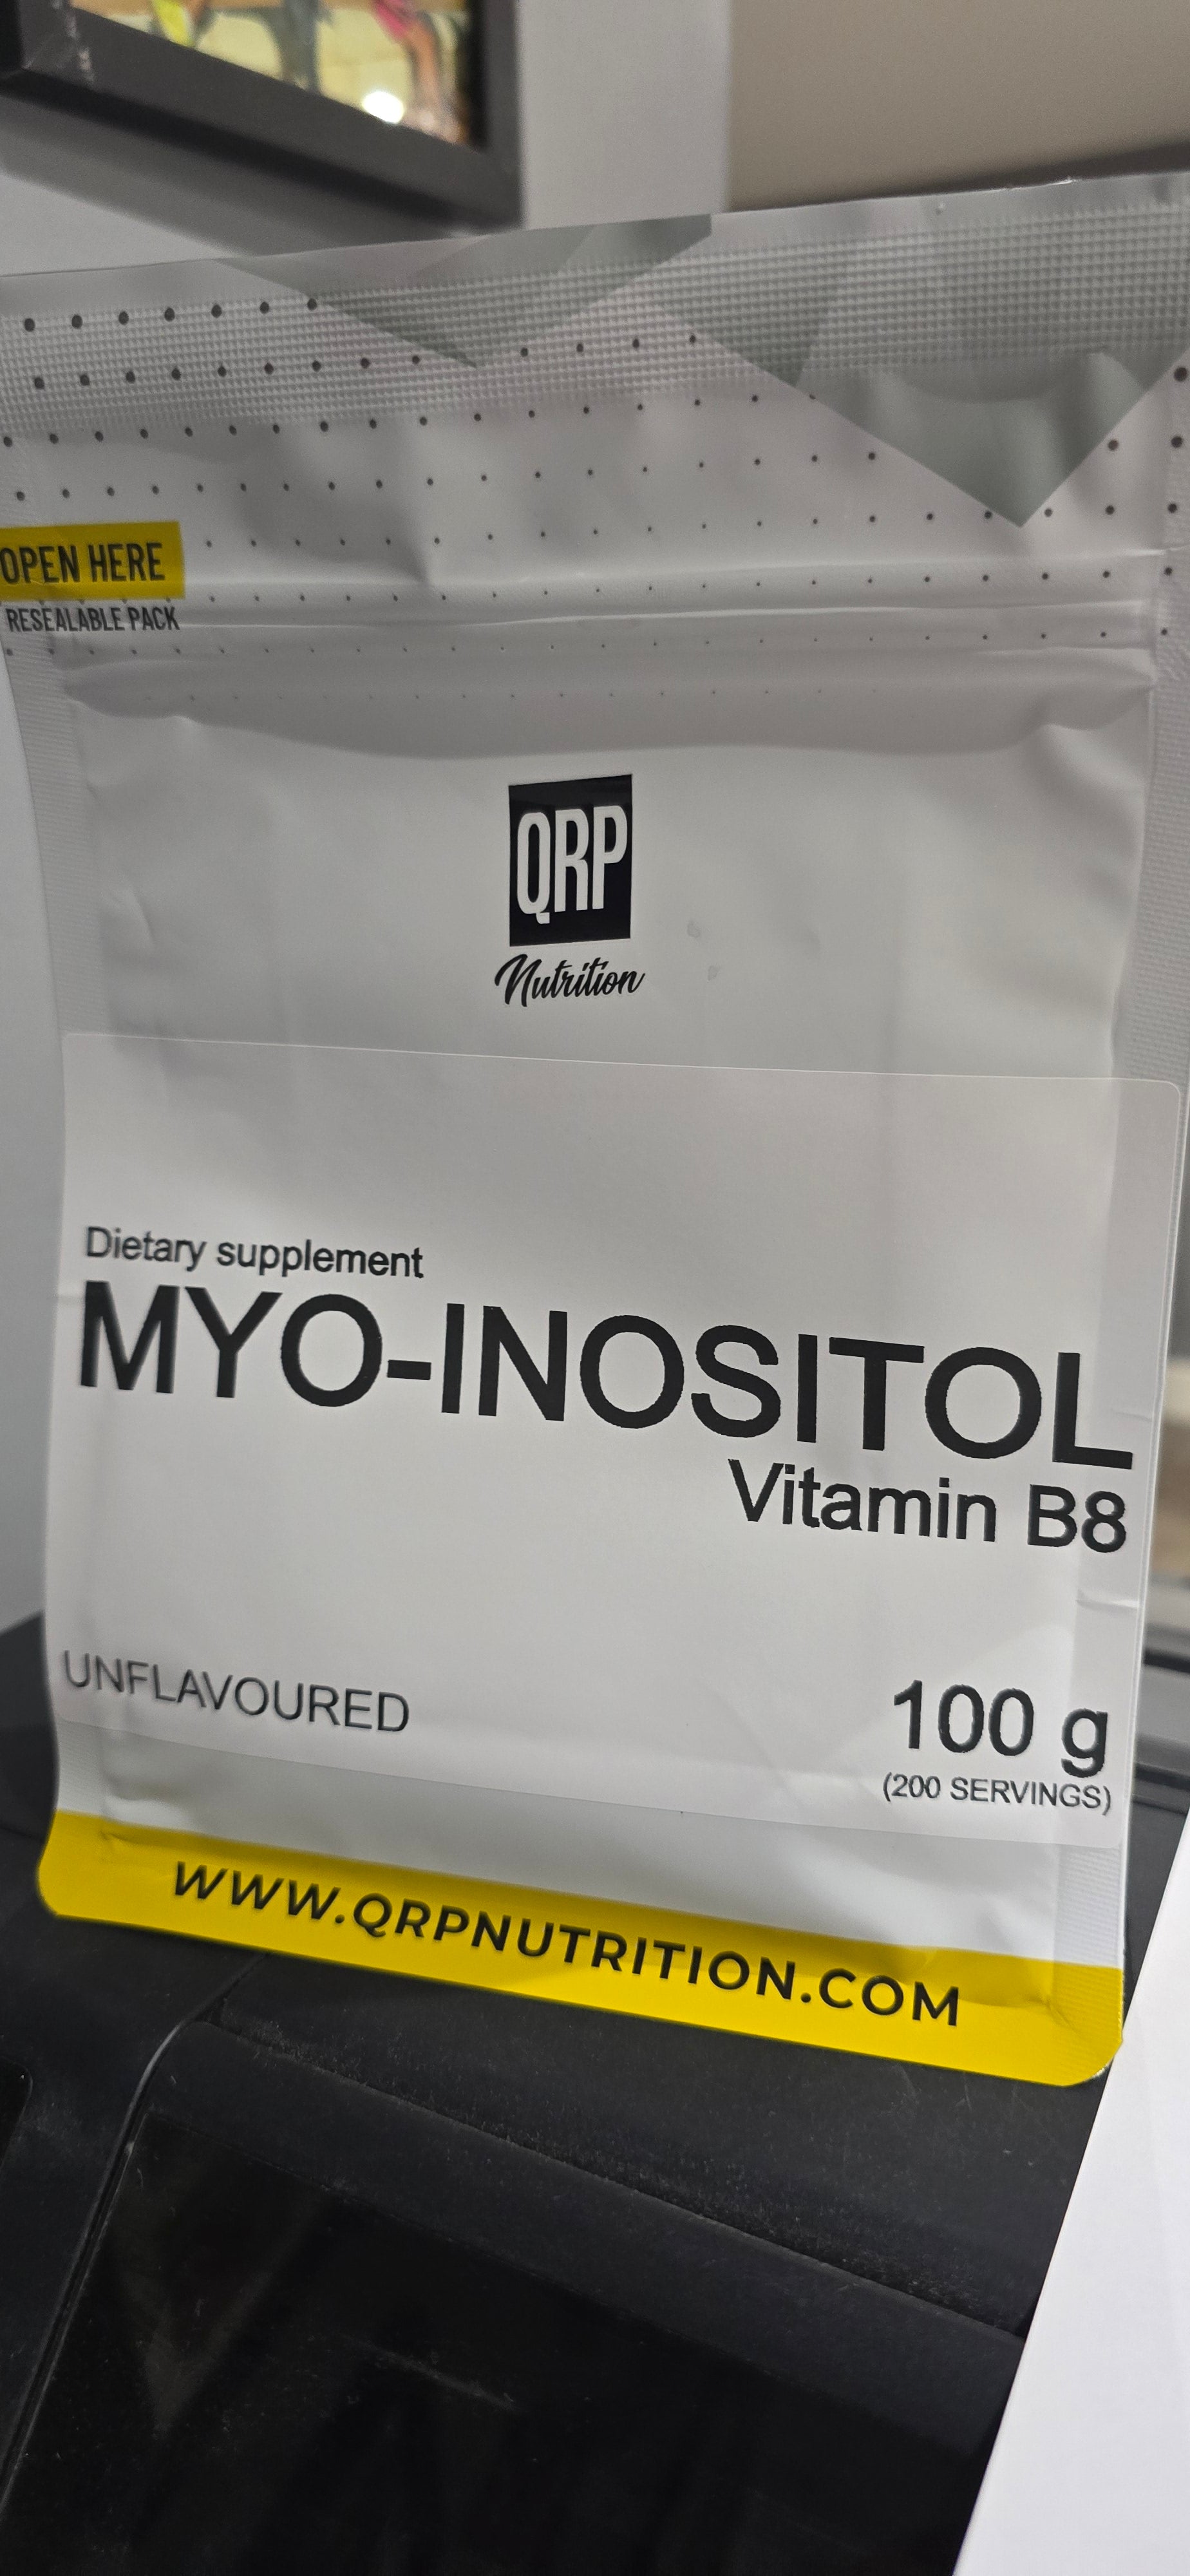 OPEN HERE
RESEALABLE PACK
QRP
Nutrition
Dietary supplement
MYO-INOSITOL
Vitamin B8
UNFLAVOURED
100 g
(200 SERVINGS)
WWW.QRPNUTRITION.COM